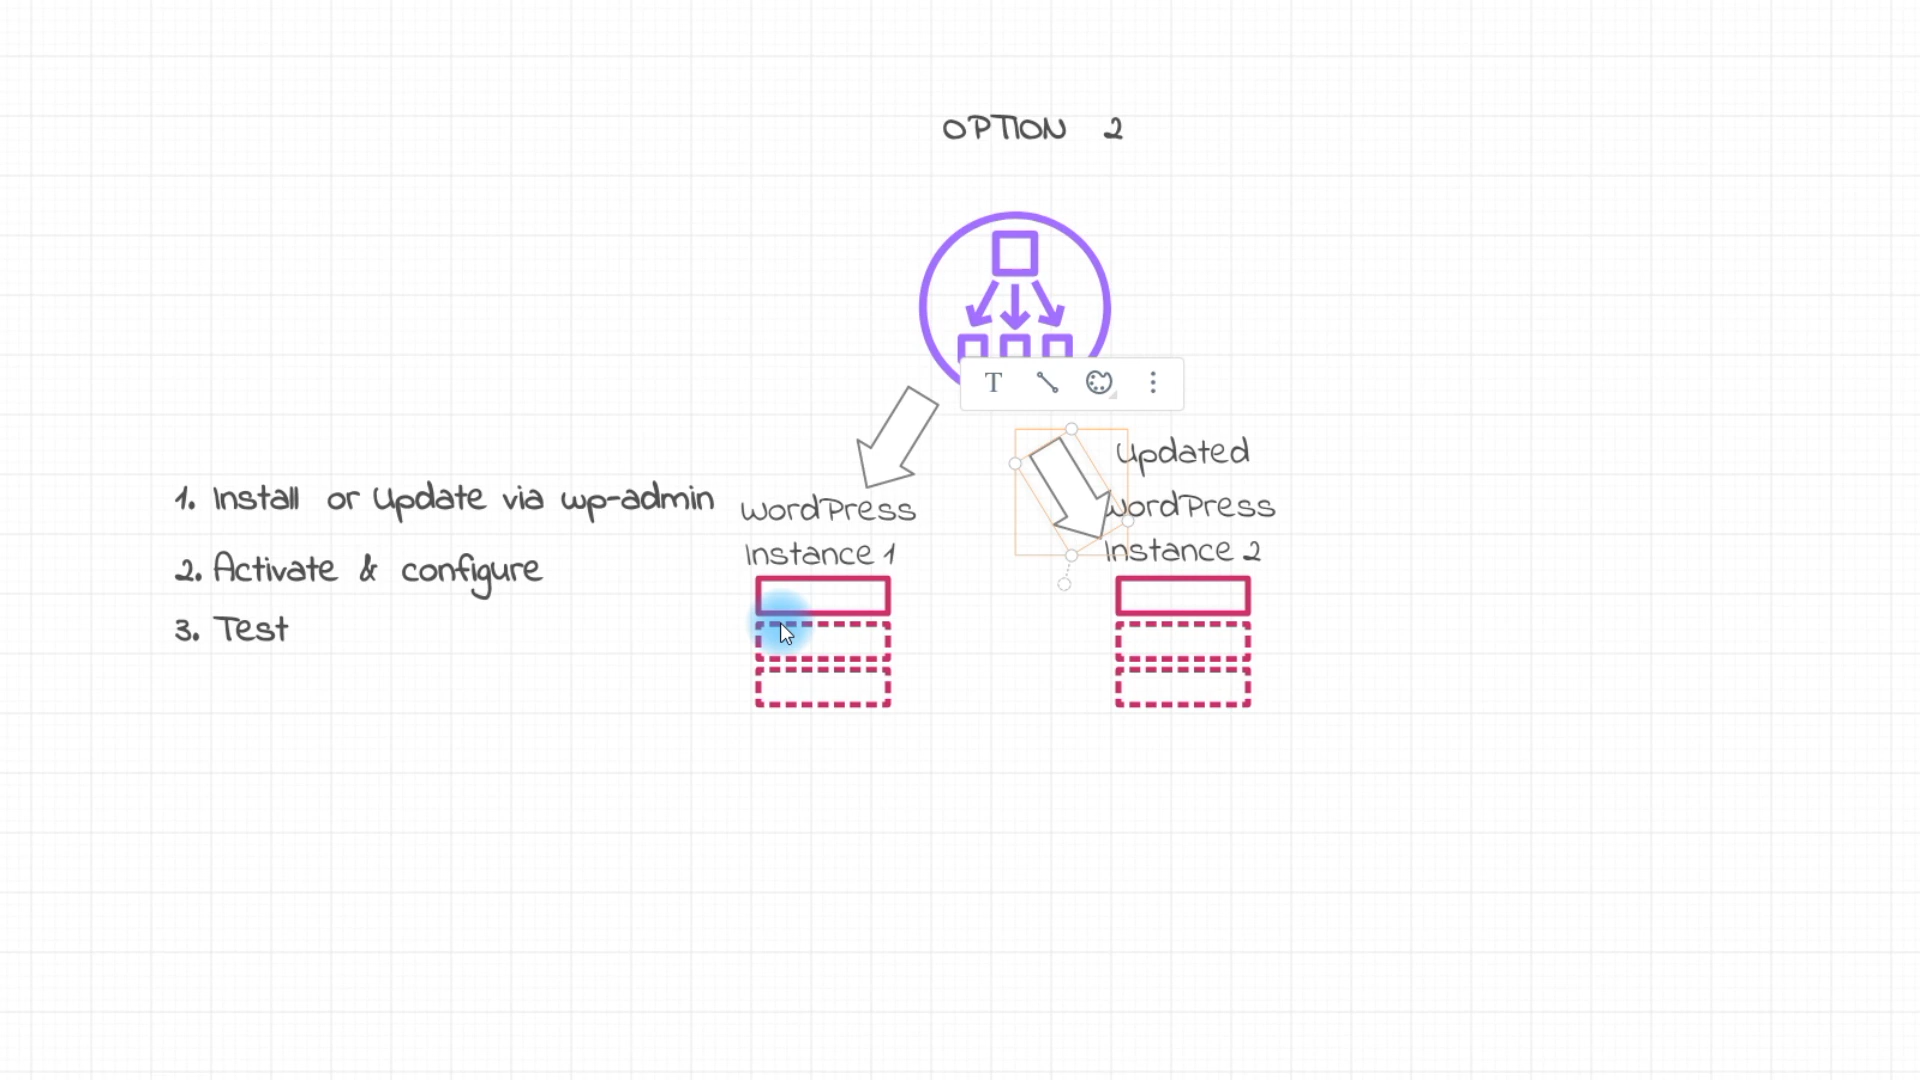 OPTION 2
T
1. Install or Update via wp-admin
2. Activate & configure
3. Test
WordPress
Instance 1
Updated
WordPress
Instance 2